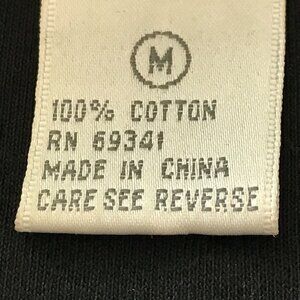 M
100% COTTON
RN 69341
MADE IN CHINA
CARE SEE REVERSE